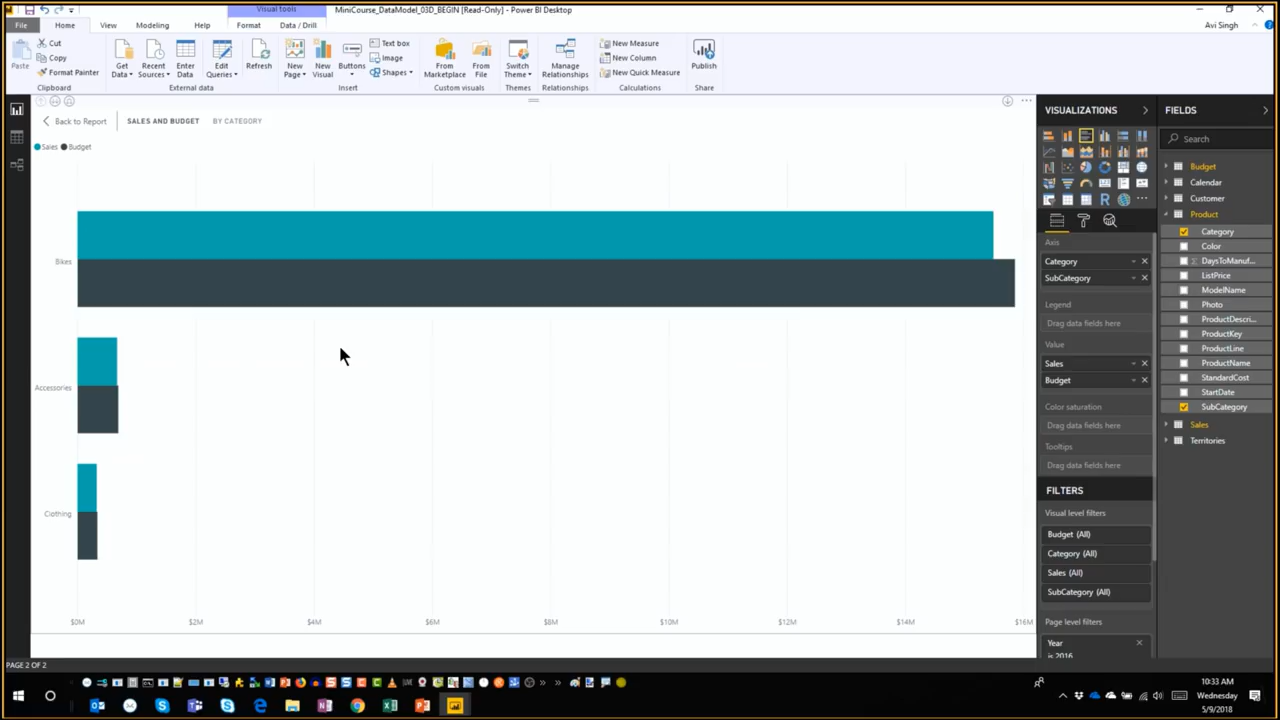 MiniCourse_DataModel_03D_BEGIN [Read-Only] - Power BI Desktop
Visual tools
Avi Singh
File Home View Modeling Help Format Data / Drill
Paste
Cut
Copy
Format Painter
Clipboard
Get Data
Recent Sources
Enter Data
Edit Queries
External data
Refresh
New Page
New Visual
Buttons
Text box
Image
Shapes
Insert
From Marketplace
From File
Custom visuals
Switch Theme
Themes
Manage Relationships
Relationships
New Measure
New Column
New Quick Measure
Calculations
Publish
Share
Back to Report
SALES AND BUDGET BY CATEGORY
Sales Budget
Bikes
Accessories
Clothing
$0M $2M $4M $6M $8M $10M $12M $14M $16M
VISUALIZATIONS
R
Axis
Category
SubCategory
Legend
Drag data fields here
Value
Sales
Budget
Color saturation
Drag data fields here
Tooltips
Drag data fields here
FILTERS
Visual level filters
Budget (All)
Category (All)
Sales (All)
SubCategory (All)
Page level filters
Year
is 2016
FIELDS
Search
Budget
Calendar
Customer
Product
Category
Color
DaysToManuf...
ListPrice
ModelName
Photo
ProductDescri...
ProductKey
ProductLine
ProductName
StandardCost
StartDate
SubCategory
Sales
Territories
PAGE 2 OF 2
10:33 AM
Wednesday
5/9/2018